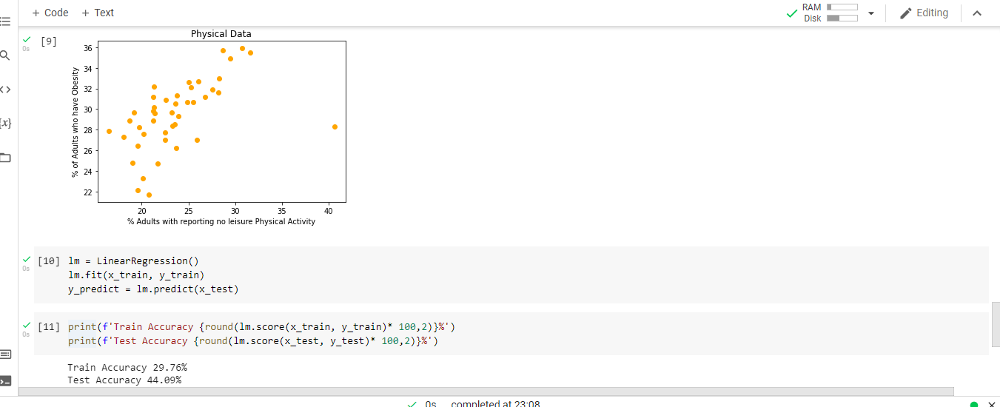 + Code + Text
RAM
Disk
Editing
[9]
0s
Physical Data
% of Adults who have Obesity
36
34
32
30
28
26
24
22
20 25 30 35 40
% Adults with reporting no leisure Physical Activity
[10] lm = LinearRegression()
0s
lm.fit(x_train, y_train)
y_predict = lm.predict(x_test)
[11] print(f'Train Accuracy {round(lm.score(x_train, y_train)* 100,2)}%')
0s
print(f'Test Accuracy {round(lm.score(x_test, y_test)* 100,2)}%')
Train Accuracy 29.76%
Test Accuracy 44.09%
0s completed at 23:08